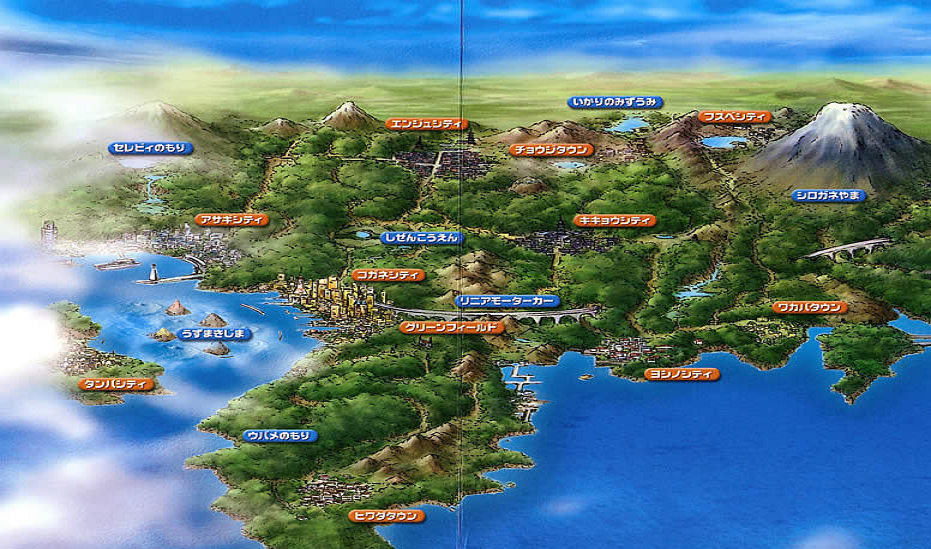 いかりのみずうみ
フスベシティ
エンジュシティ
チョウジタウン
セレビィのもり
シロガネやま
アサギシティ
キキョウシティ
しぜんこうえん
コガネシティ
リニアモーターカー
ワカバタウン
グリーンフィールド
うずまきじま
ヨシノシティ
タンバシティ
ウバメのもり
ヒワダタウン